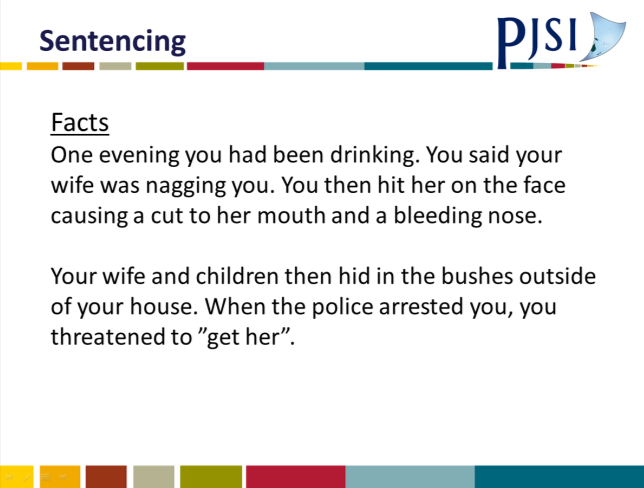 Sentencing
PJSI
Facts
One evening you had been drinking. You said your
wife was nagging you. You then hit her on the face
causing a cut to her mouth and a bleeding nose.
Your wife and children then hid in the bushes outside
of your house. When the police arrested you, you
threatened to ”get her”.